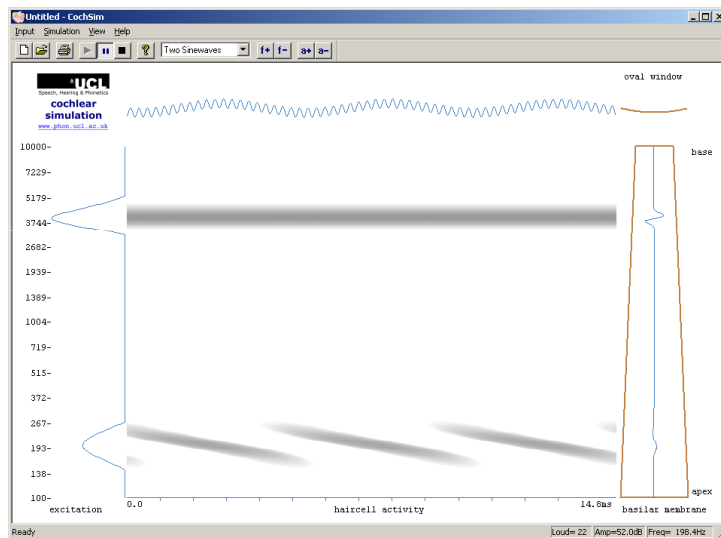 Untitled - CochSim
Input Simulation View Help
Two Sinewaves f+ f- a+ a-
UCL
Speech, Hearing & Phonetics
cochlear
simulation
www.phon.ucl.ac.uk
oval window
10000-
base
7229-
5179-
3744-
2682-
1939-
1389-
1004-
719-
515-
372-
267-
193-
138-
100-
apex
0.0
14.8ms
excitation
haircell activity
basilar membrane
Ready
Loud= 22 Amp=52.0dB Freq= 198.4Hz